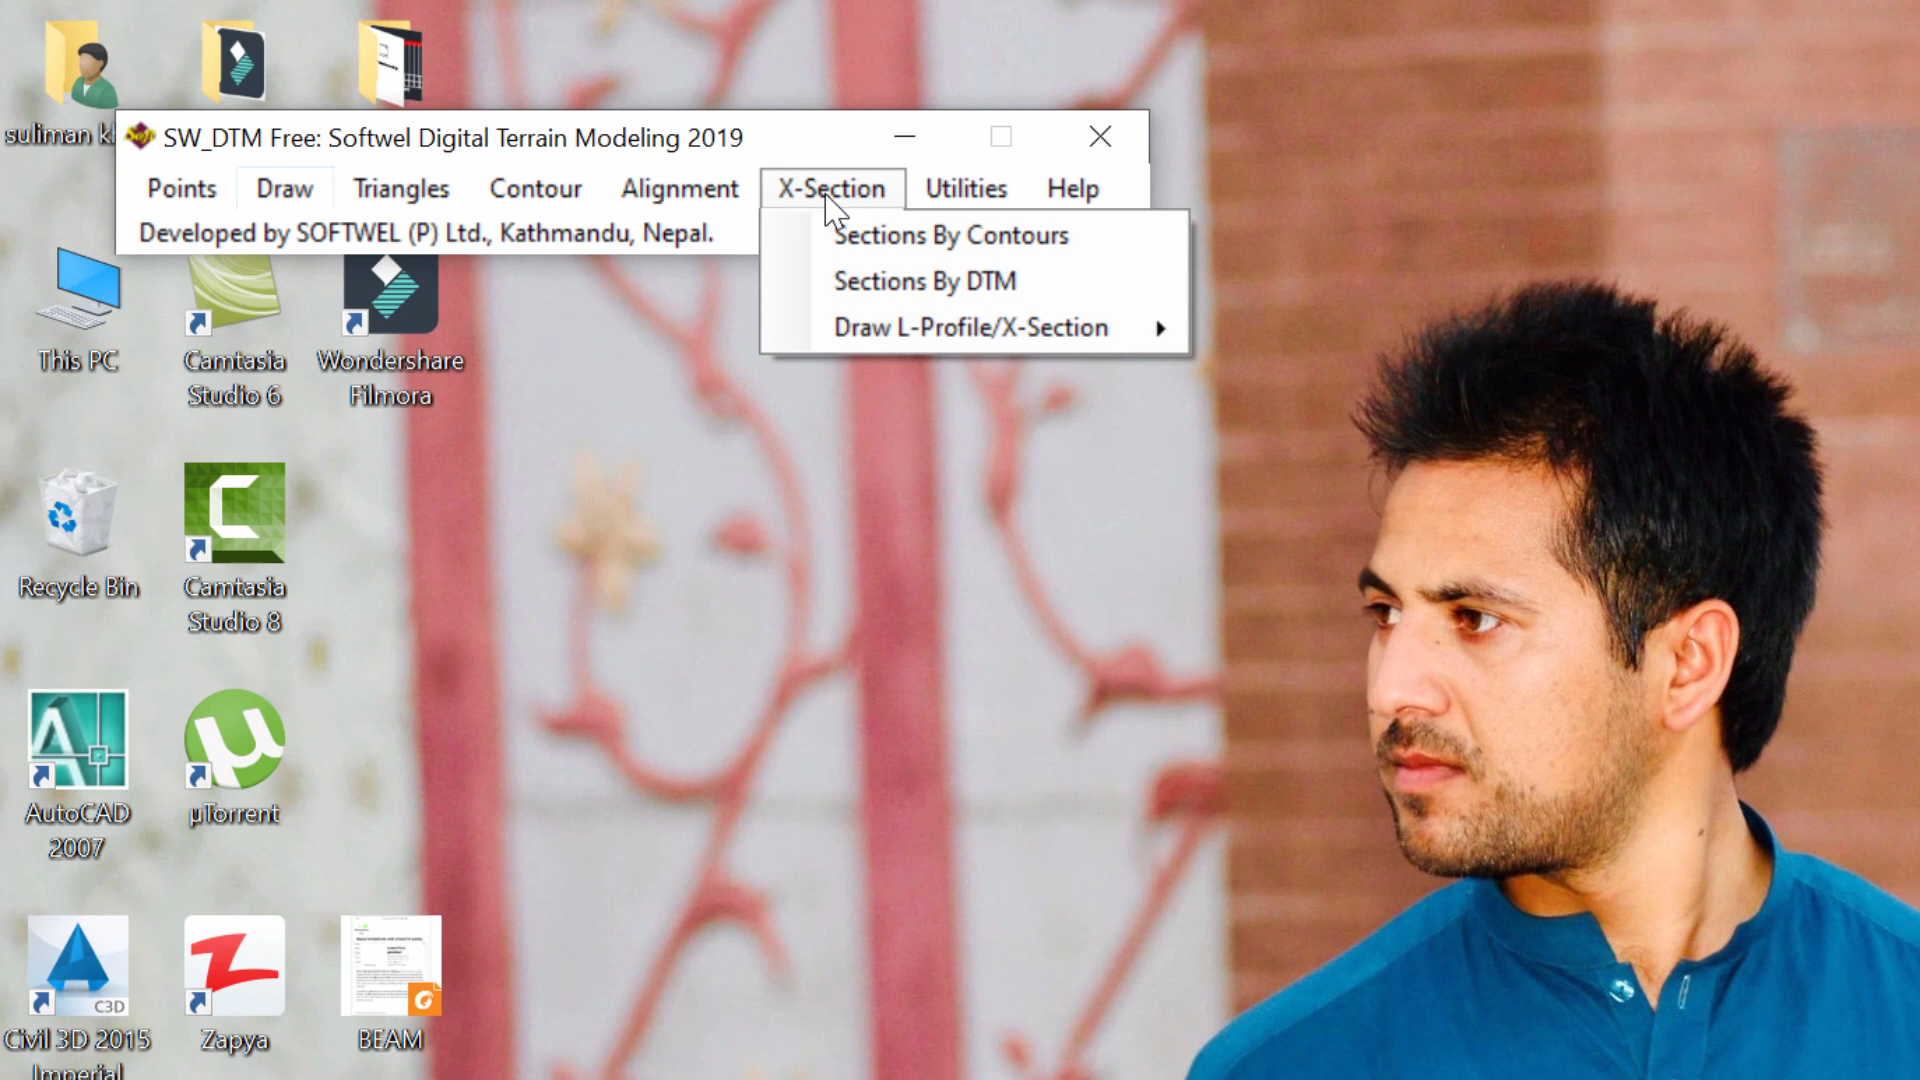 suliman k
SW_DTM Free: Softwel Digital Terrain Modeling 2019
Points Draw Triangles Contour Alignment X-Section Utilities Help
Developed by SOFTWEL (P) Ltd., Kathmandu, Nepal.
Sections By Contours
Sections By DTM
Draw L-Profile/X-Section
This PC
Camtasia
Studio 6
Wondershare
Filmora
Recycle Bin
Camtasia
Studio 8
AutoCAD
2007
µTorrent
C3D
Civil 3D 2015
Imperial
Zapya
BEAM